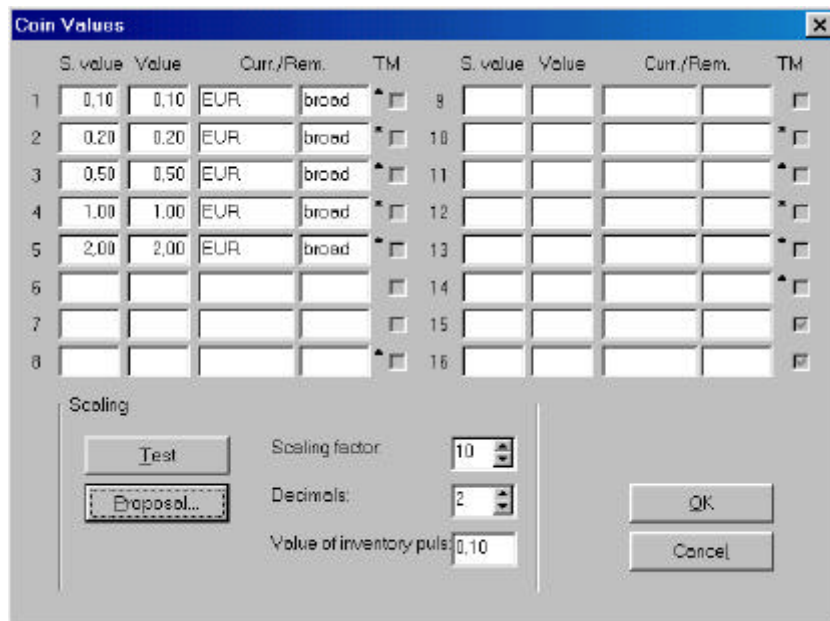 Coin Values
S. value Value Curr./Rem. TM S. value Value Curr./Rem. TM
1 0,10 0,10 EUR broad 9
2 0,20 0,20 EUR broad 10
3 0,50 0,50 EUR broad 11
4 1,00 1,00 EUR broad 12
5 2,00 2,00 EUR broad 13
6 14
7 15
8 16
Scaling
Test Scaling factor: 10
Proposal... Decimals: 2 OK
Value of inventory puls: 0,10 Cancel